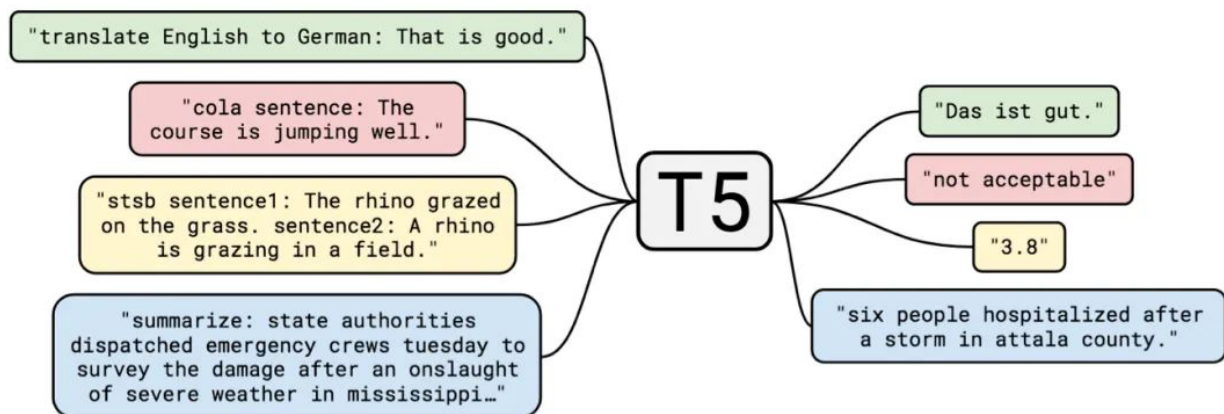 "translate English to German: That is good."
"cola sentence: The
course is jumping well."
"stsb sentence1: The rhino grazed
on the grass. sentence2: A rhino
is grazing in a field."
"summarize: state authorities
dispatched emergency crews tuesday to
survey the damage after an onslaught
of severe weather in mississippi…"
T5
"Das ist gut."
"not acceptable"
"3.8"
"six people hospitalized after
a storm in attala county."